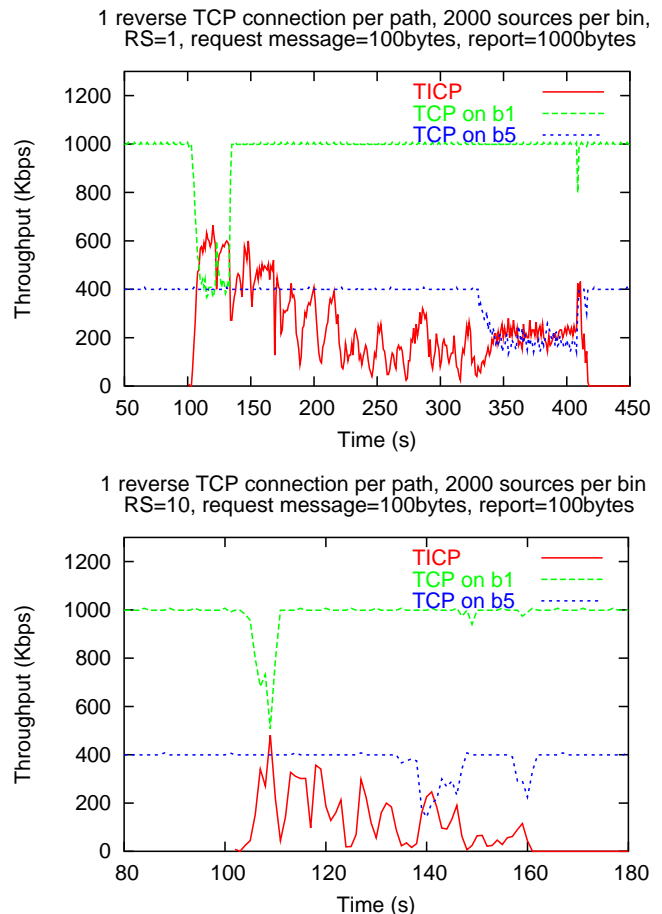 1 reverse TCP connection per path, 2000 sources per bin,
RS=1, request message=100bytes, report=1000bytes
TICP
TCP on b1
TCP on b5
Throughput (Kbps)
1200
1000
800
600
400
200
0
50 100 150 200 250 300 350 400 450
Time (s)
1 reverse TCP connection per path, 2000 sources per bin
RS=10, request message=100bytes, report=100bytes
TICP
TCP on b1
TCP on b5
Throughput (Kbps)
1200
1000
800
600
400
200
0
80 100 120 140 160 180
Time (s)